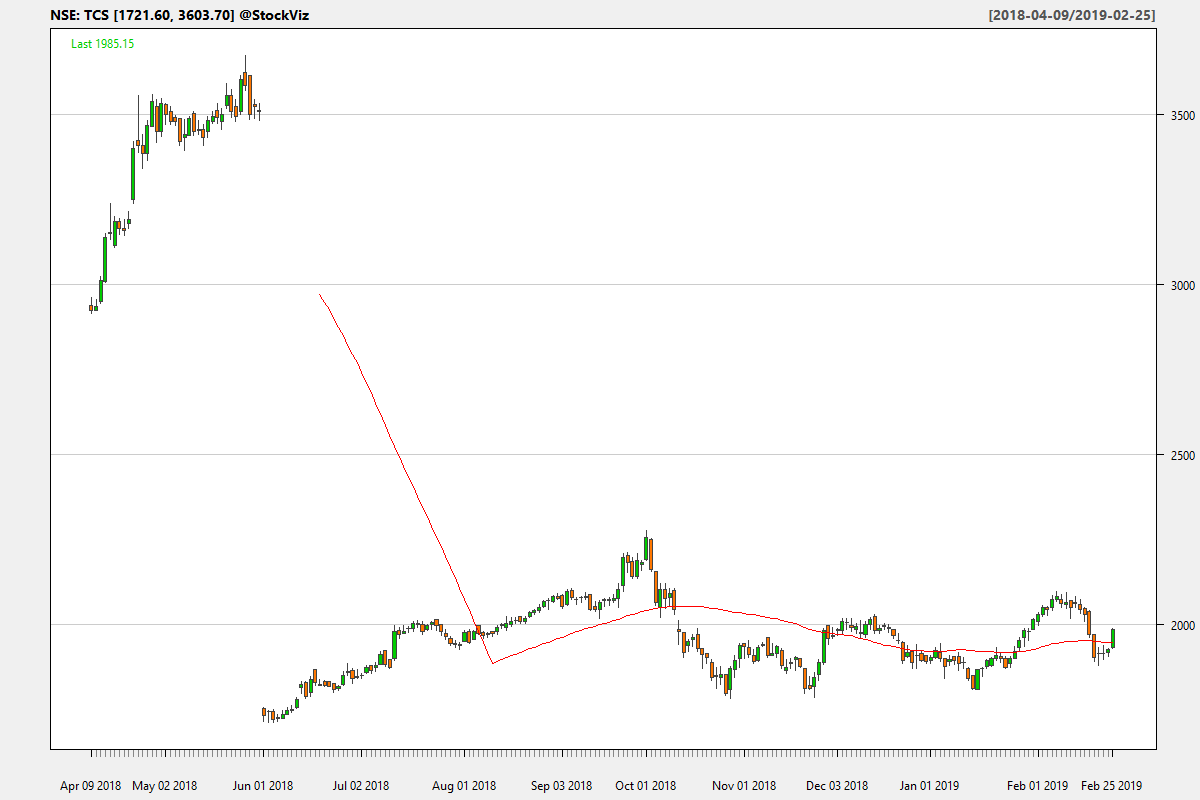 NSE: TCS [1721.60, 3603.70] @StockViz
[2018-04-09/2019-02-25]
Last 1985.15
3500
3000
2500
2000
Apr 09 2018 May 02 2018 Jun 01 2018 Jul 02 2018 Aug 01 2018 Sep 03 2018 Oct 01 2018 Nov 01 2018 Dec 03 2018 Jan 01 2019 Feb 01 2019 Feb 25 2019